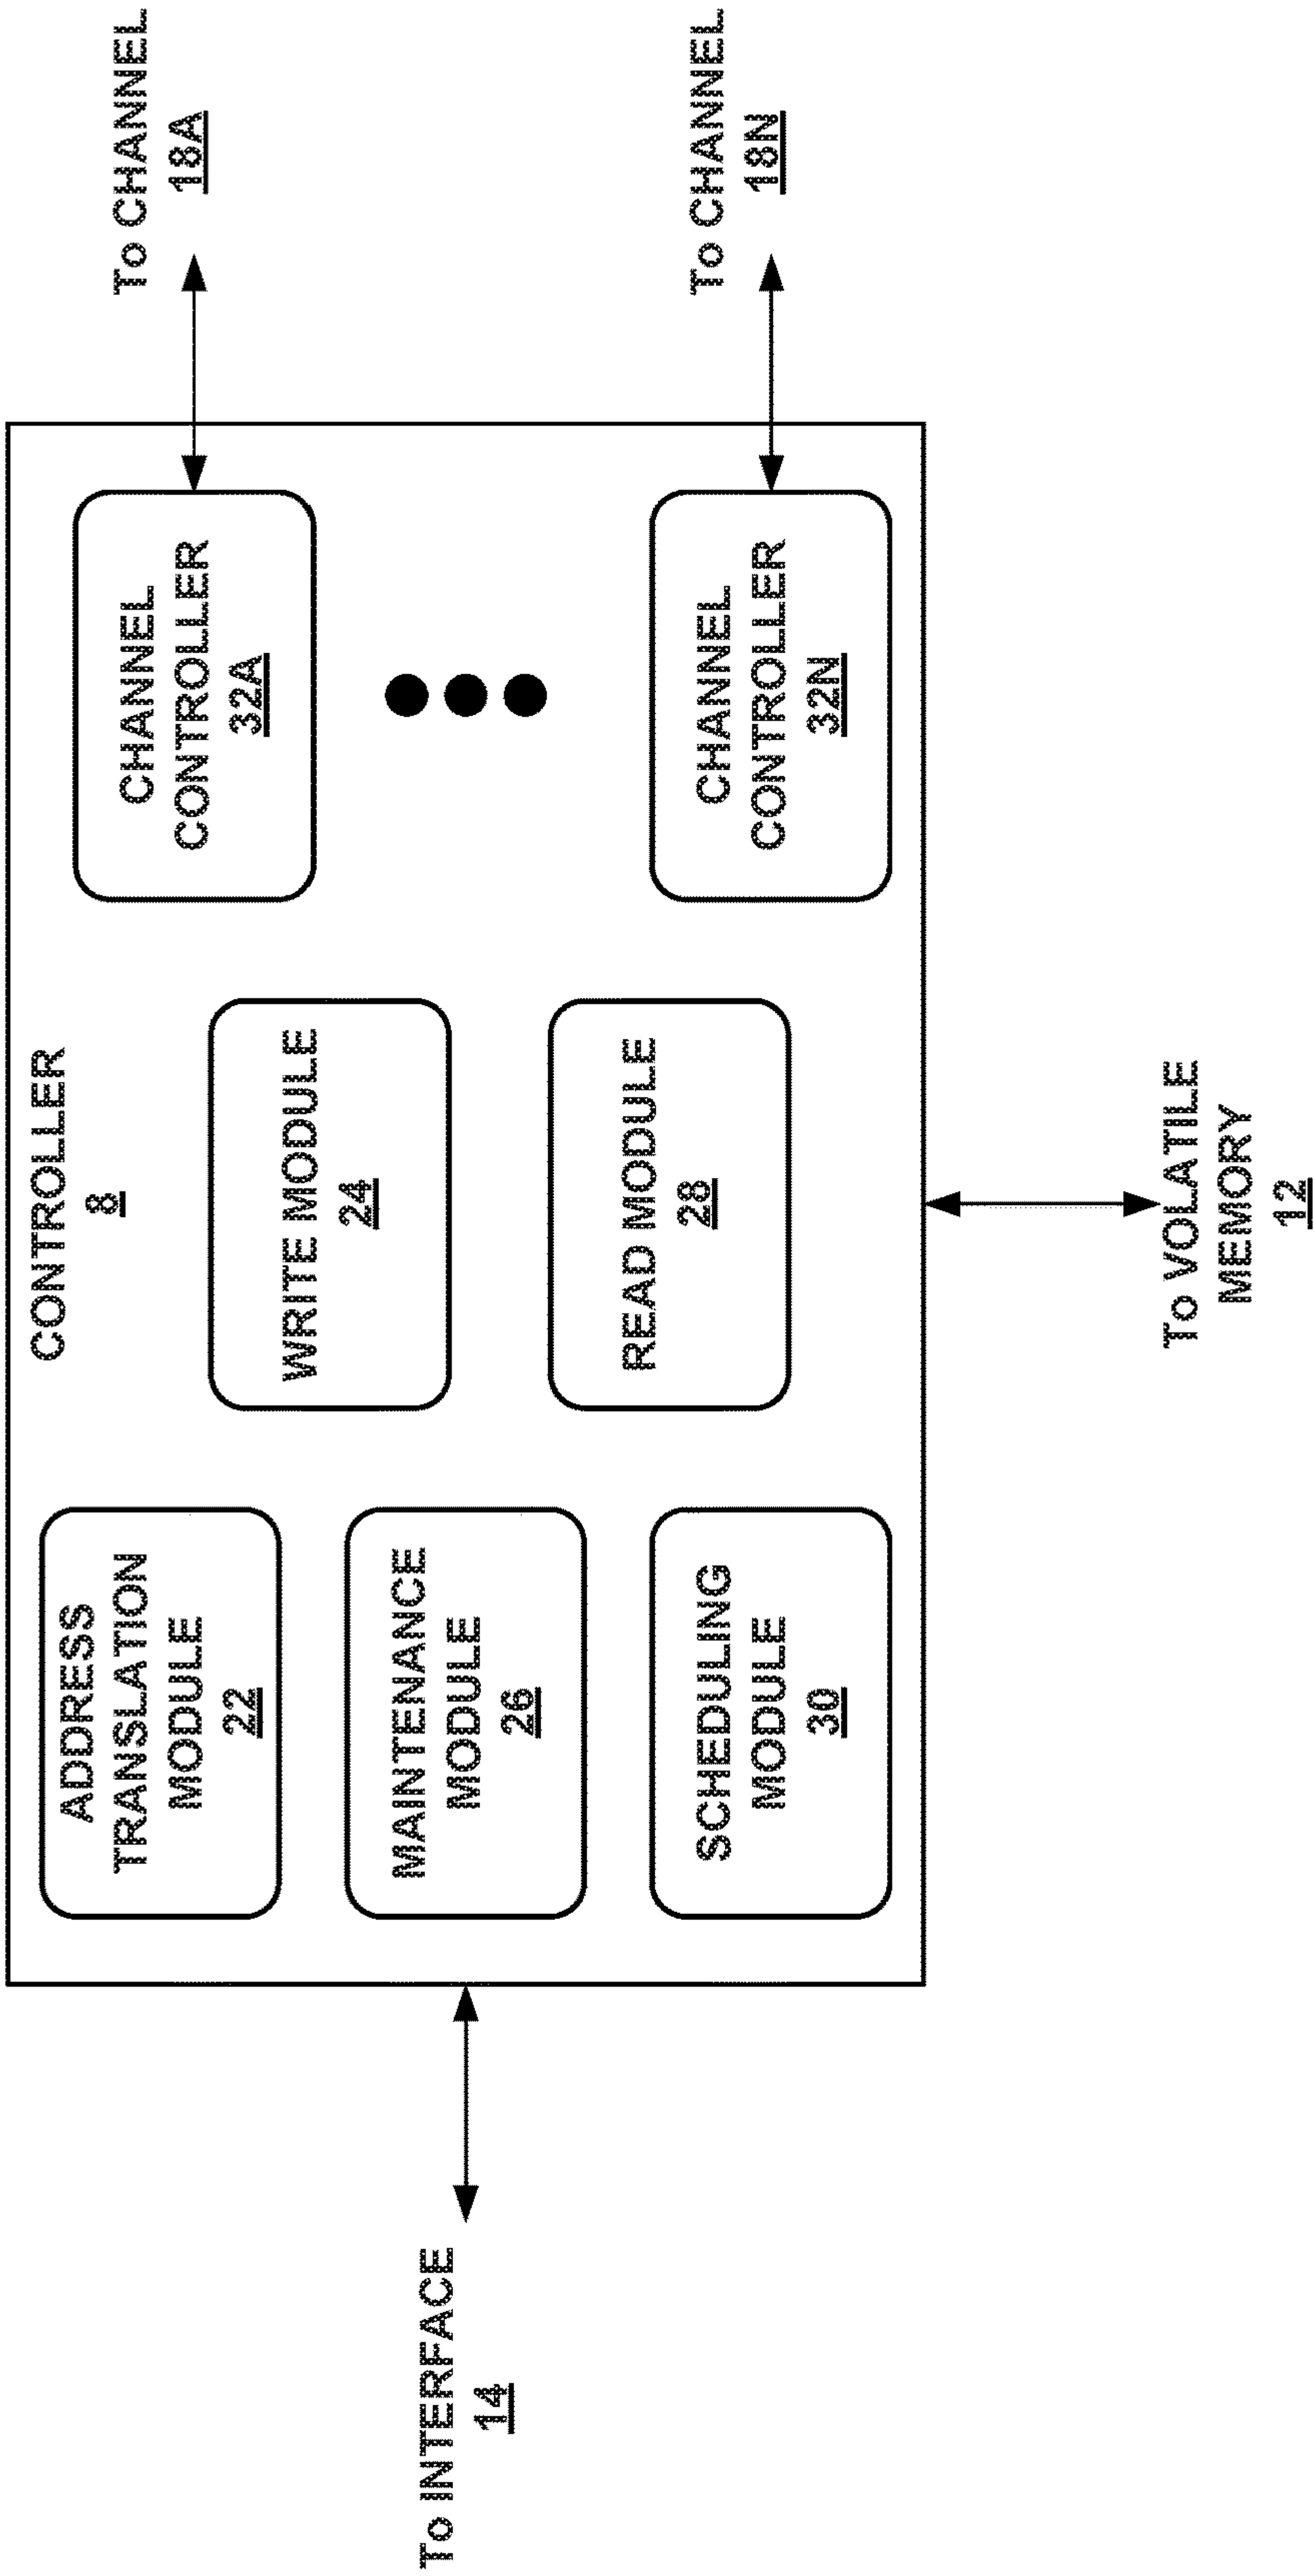 CONTROLLER
8
ADDRESS
TRANSLATION
MODULE
22
MAINTENANCE
MODULE
26
SCHEDULING
MODULE
30
WRITE MODULE
24
READ MODULE
28
CHANNEL
CONTROLLER
32A
CHANNEL
CONTROLLER
32N
To CHANNEL
18A
To CHANNEL
18N
To INTERFACE
14
To VOLATILE
MEMORY
12